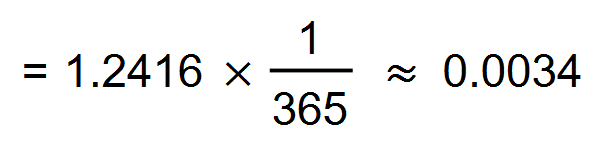 = 1.2416 × 1/365 ≈ 0.0034